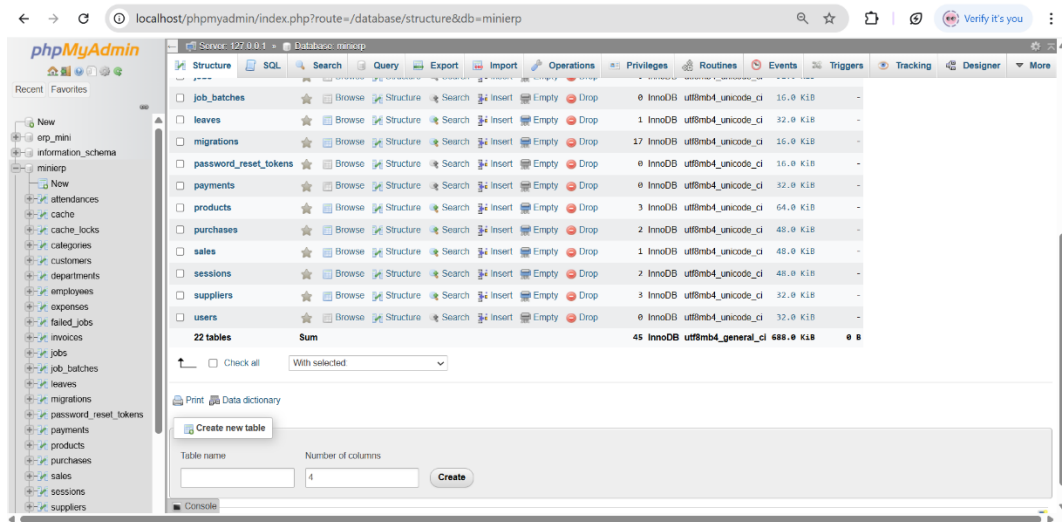 localhost/phpmyadmin/index.php?route=/database/structure&db=minierp
Verify it's you
phpMyAdmin
Recent Favorites
New
erp_mini
information_schema
minierp
New
attendances
cache
cache_locks
categories
customers
departments
employees
expenses
failed_jobs
invoices
jobs
job_batches
leaves
migrations
password_reset_tokens
payments
products
purchases
sales
sessions
suppliers
Server: 127.0.0.1 » Database: minierp
Structure SQL Search Query Export Import Operations Privileges Routines Events Triggers Tracking Designer More
job_batches Browse Structure Search Insert Empty Drop 0 InnoDB utf8mb4_unicode_ci 16.0 KiB -
leaves Browse Structure Search Insert Empty Drop 1 InnoDB utf8mb4_unicode_ci 32.0 KiB -
migrations Browse Structure Search Insert Empty Drop 17 InnoDB utf8mb4_unicode_ci 16.0 KiB -
password_reset_tokens Browse Structure Search Insert Empty Drop 0 InnoDB utf8mb4_unicode_ci 16.0 KiB -
payments Browse Structure Search Insert Empty Drop 0 InnoDB utf8mb4_unicode_ci 32.0 KiB -
products Browse Structure Search Insert Empty Drop 3 InnoDB utf8mb4_unicode_ci 64.0 KiB -
purchases Browse Structure Search Insert Empty Drop 2 InnoDB utf8mb4_unicode_ci 48.0 KiB -
sales Browse Structure Search Insert Empty Drop 1 InnoDB utf8mb4_unicode_ci 48.0 KiB -
sessions Browse Structure Search Insert Empty Drop 2 InnoDB utf8mb4_unicode_ci 48.0 KiB -
suppliers Browse Structure Search Insert Empty Drop 3 InnoDB utf8mb4_unicode_ci 32.0 KiB -
users Browse Structure Search Insert Empty Drop 0 InnoDB utf8mb4_unicode_ci 32.0 KiB -
22 tables Sum 45 InnoDB utf8mb4_general_ci 688.0 KiB 0 B
Check all With selected:
Print Data dictionary
Create new table
Table name Number of columns
4 Create
Console